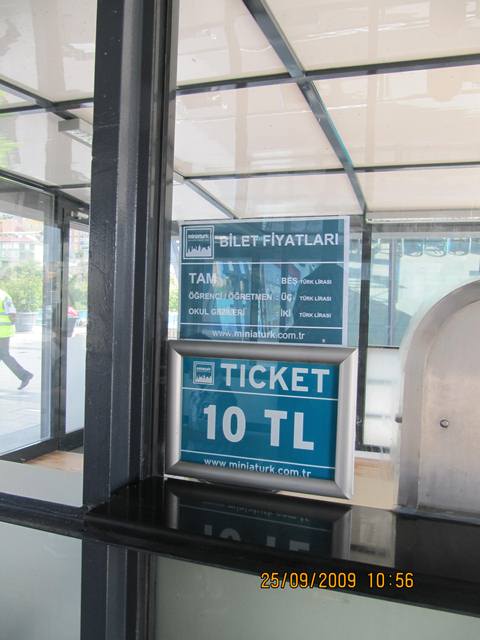 miniaturk BİLET FİYATLARI
TAM : BEŞ TÜRK LİRASI
ÖĞRENCİ / ÖĞRETMEN : ÜÇ TÜRK LİRASI
OKUL GEZİLERİ : İKİ TÜRK LİRASI
www.miniaturk.com.tr
miniaturk TICKET
10 TL
www.miniaturk.com.tr
25/09/2009 10:56